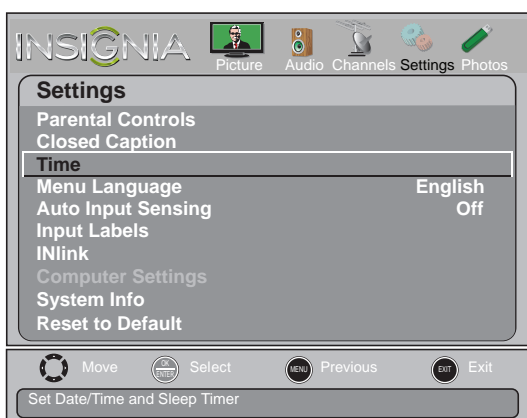 INSIGNIA
Picture Audio Channels Settings Photos
Settings
Parental Controls
Closed Caption
Time
Menu Language English
Auto Input Sensing Off
Input Labels
INlink
Computer Settings
System Info
Reset to Default
Move OK ENTER Select MENU Previous EXIT Exit
Set Date/Time and Sleep Timer